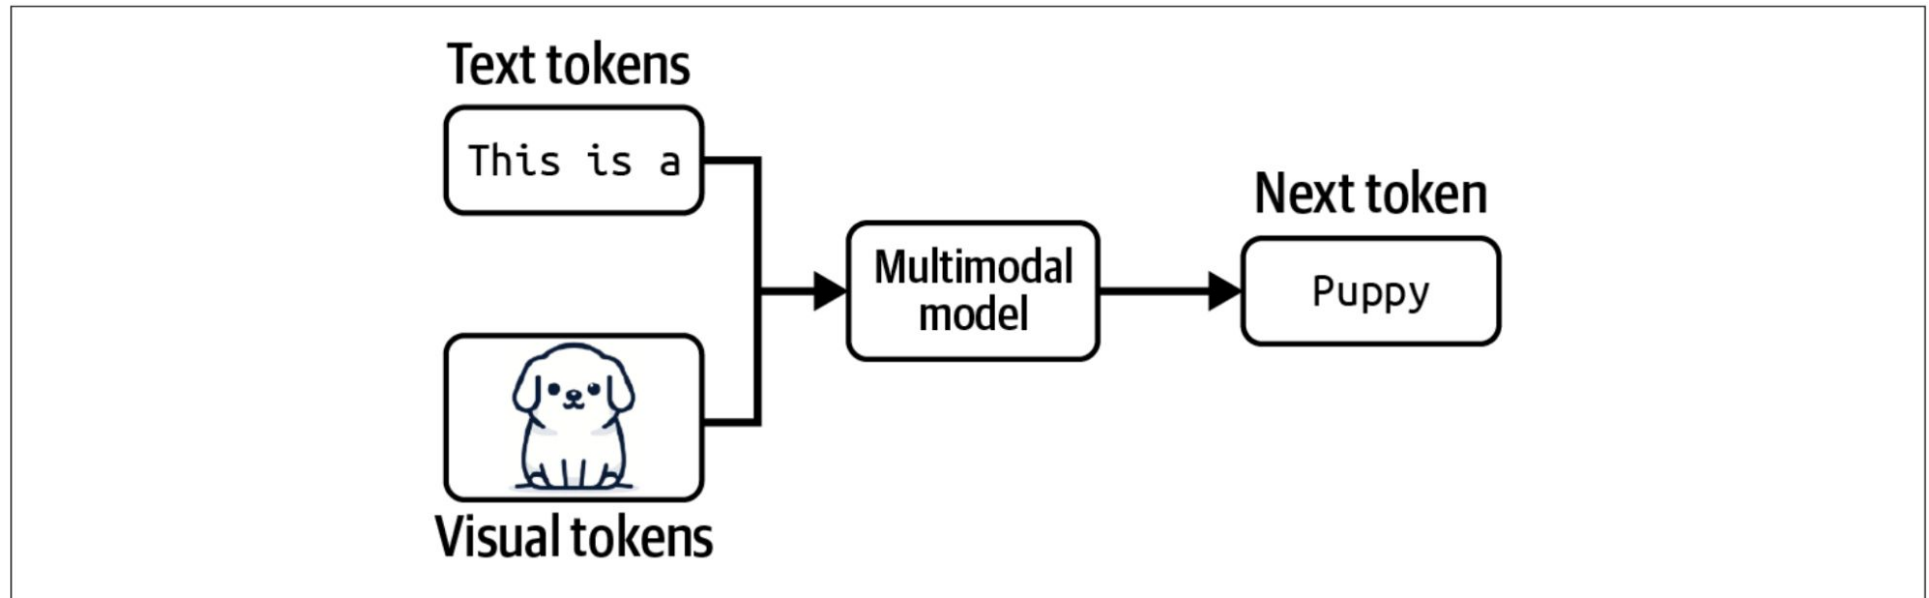 Text tokens
This is a
Multimodal
model
Next token
Puppy
Visual tokens